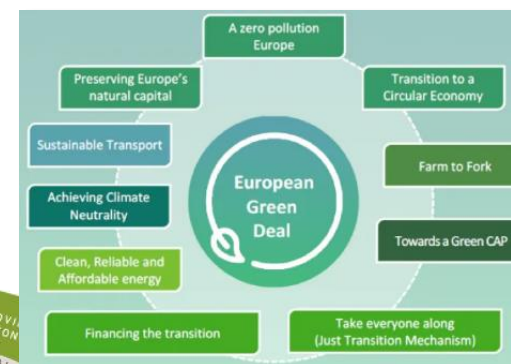 A zero pollution
Europe
Preserving Europe's
natural capital
Transition to a
Circular Economy
Sustainable Transport
European
Green
Deal
Farm to Fork
Achieving Climate
Neutrality
Towards a Green CAP
Clean, Reliable and
Affordable energy
Financing the transition
Take everyone along
(Just Transition Mechanism)